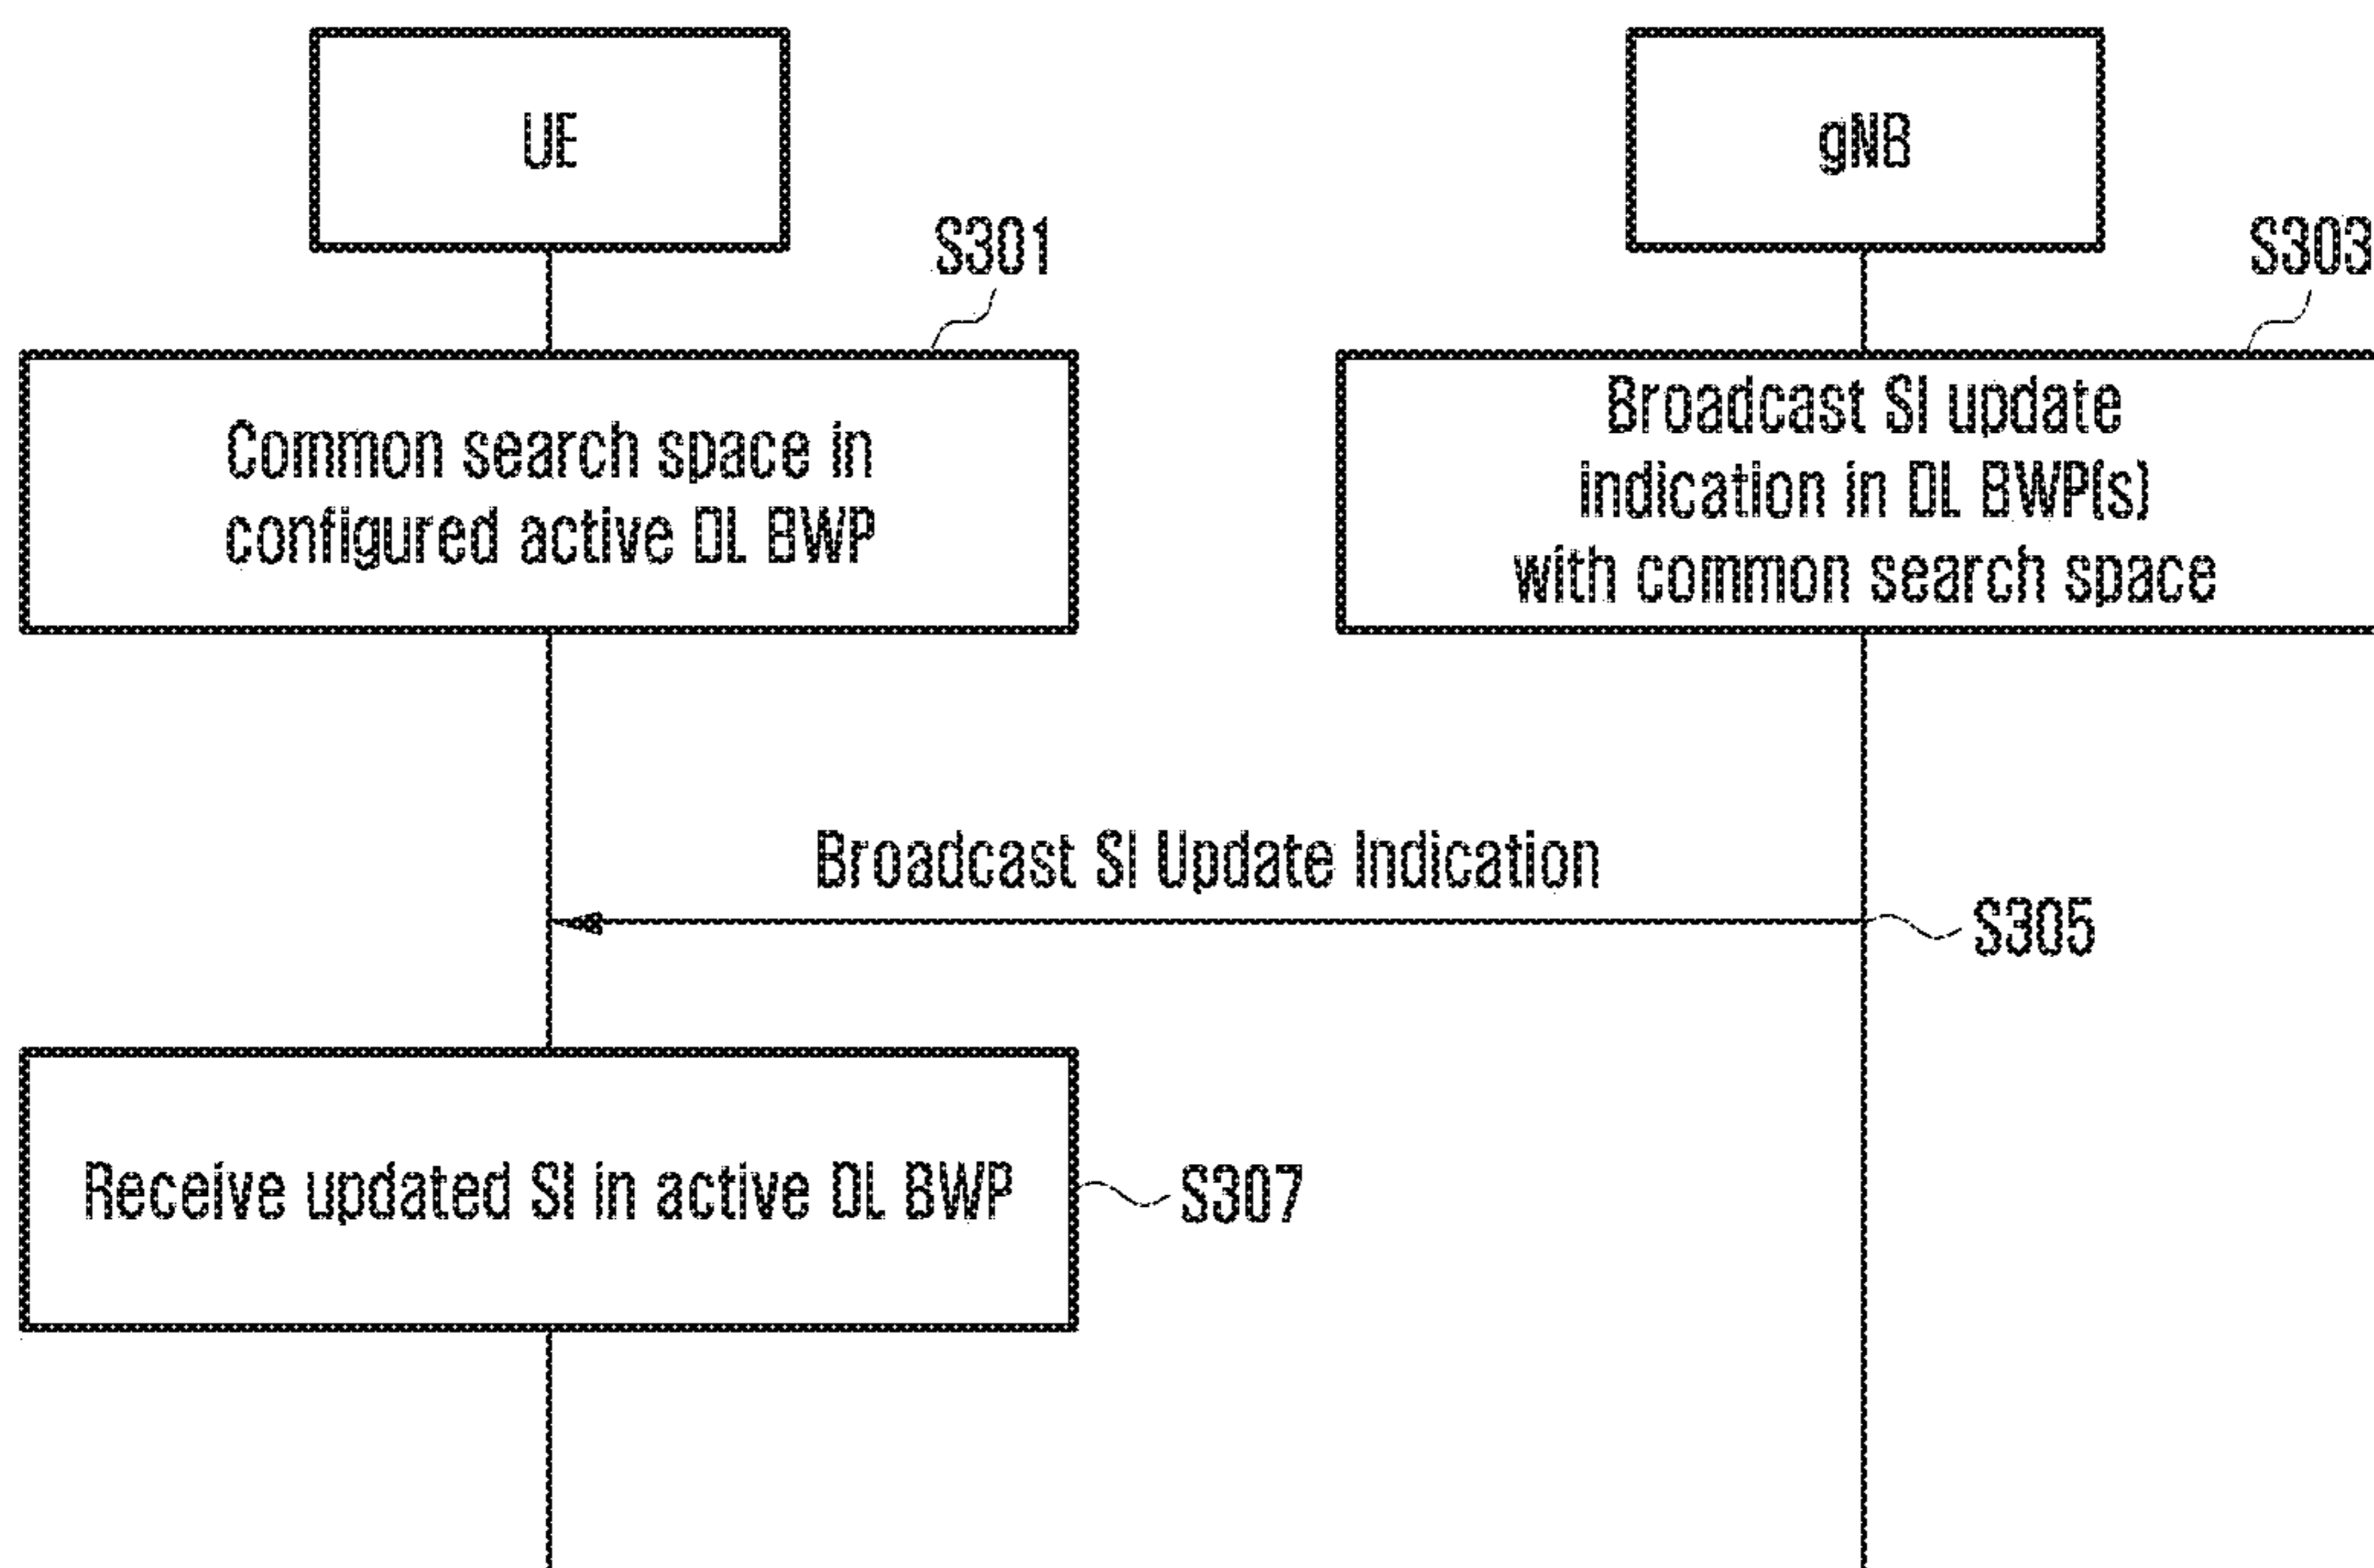 UE
gNB
S301
S303
Common search space in
configured active DL BWP
Broadcast SI update
indication in DL BWP(s)
with common search space
Broadcast SI Update Indication
S305
Receive updated SI in active DL BWP
S307